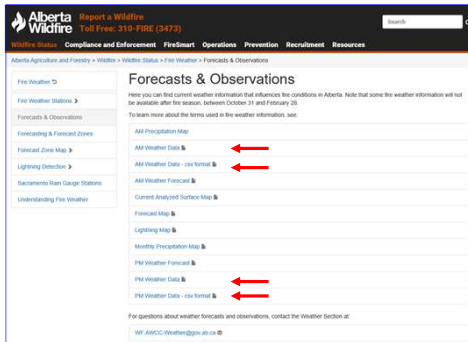 Alberta Wildfire
Report a Wildfire
Toll Free: 310-FIRE (3473)
Search
Wildfire Status Compliance and Enforcement FireSmart Operations Prevention Recruitment Resources
Alberta Agriculture and Forestry > Wildfire > Wildfire Status > Fire Weather > Forecasts & Observations
Fire Weather
Fire Weather Stations
Forecasts & Observations
Forecasting & Forecast Zones
Forecast Zone Map
Lightning Detection
Sacramento Rain Gauge Stations
Understanding Fire Weather
Forecasts & Observations
Here you can find current weather information that influences fire conditions in Alberta. Note that some fire weather information will not
be available after fire season, between October 31 and February 28.
To learn more about the terms used in fire weather information, see:
AM Precipitation Map
AM Weather Data
AM Weather Data - csv format
AM Weather Forecast
Current Analyzed Surface Map
Forecast Map
Lightning Map
Monthly Precipitation Map
PM Weather Forecast
PM Weather Data
PM Weather Data - csv format
For questions about weather forecasts and observations, contact the Weather Section at:
WF.AWCC-Weather@gov.ab.ca